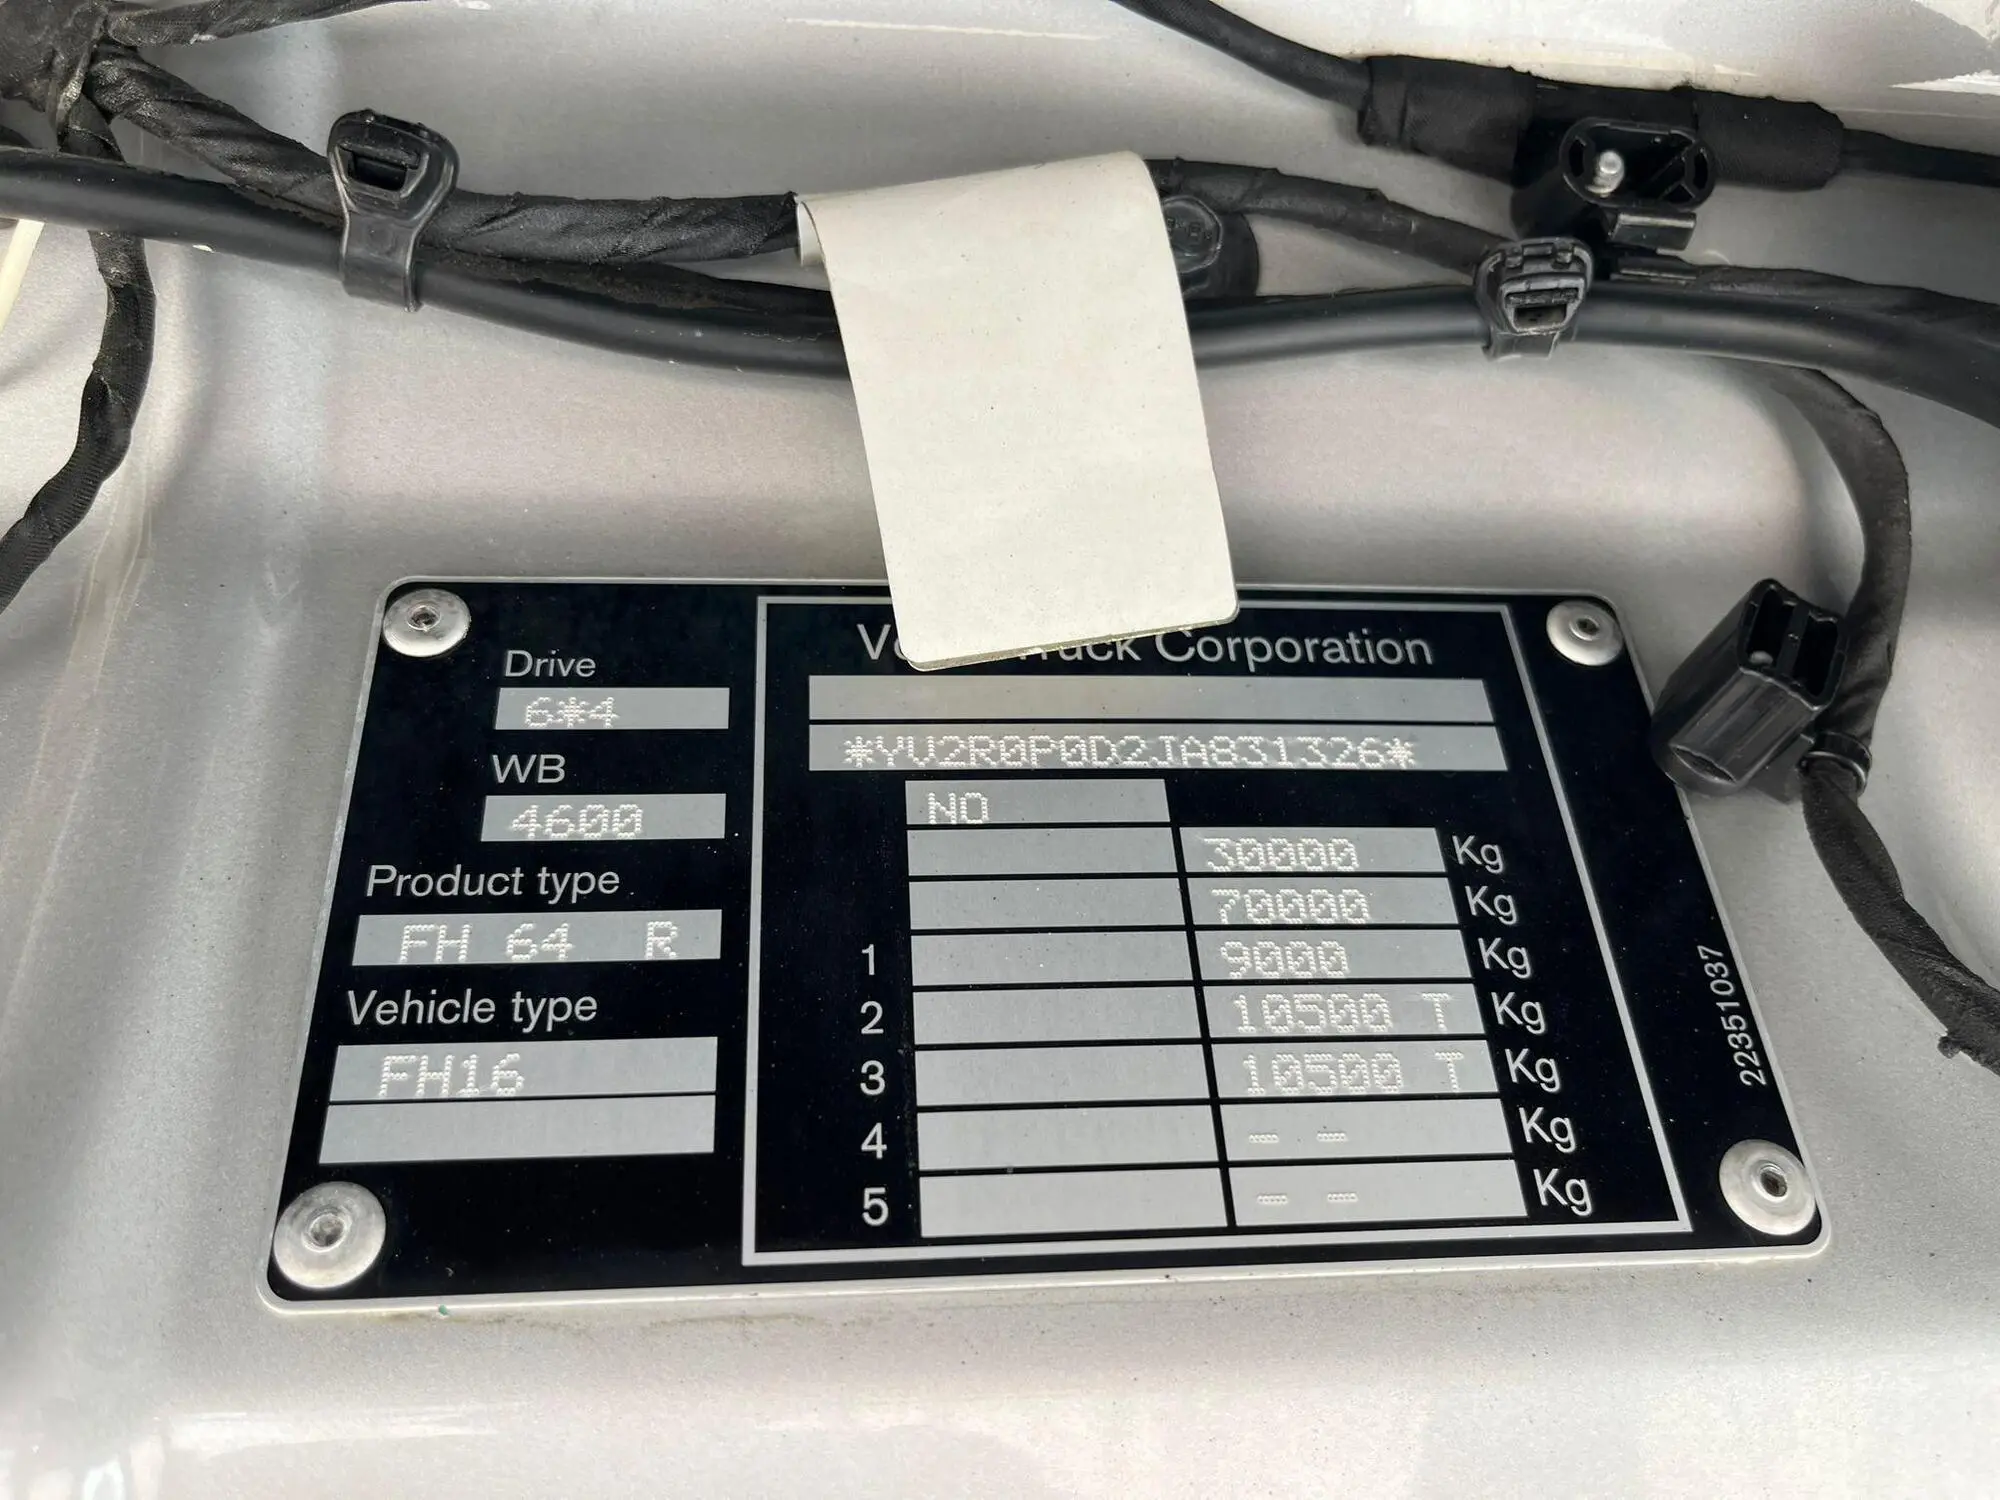 Drive
6*4
WB
4600
Product type
FH 64 R
Vehicle type
FH16
Corporation
*YV2R0P0D2JA831326*
NO
30000 Kg
70000 Kg
1 9000 Kg
2 10500 T Kg
3 10500 T Kg
4 - - Kg
5 - - Kg
22351037